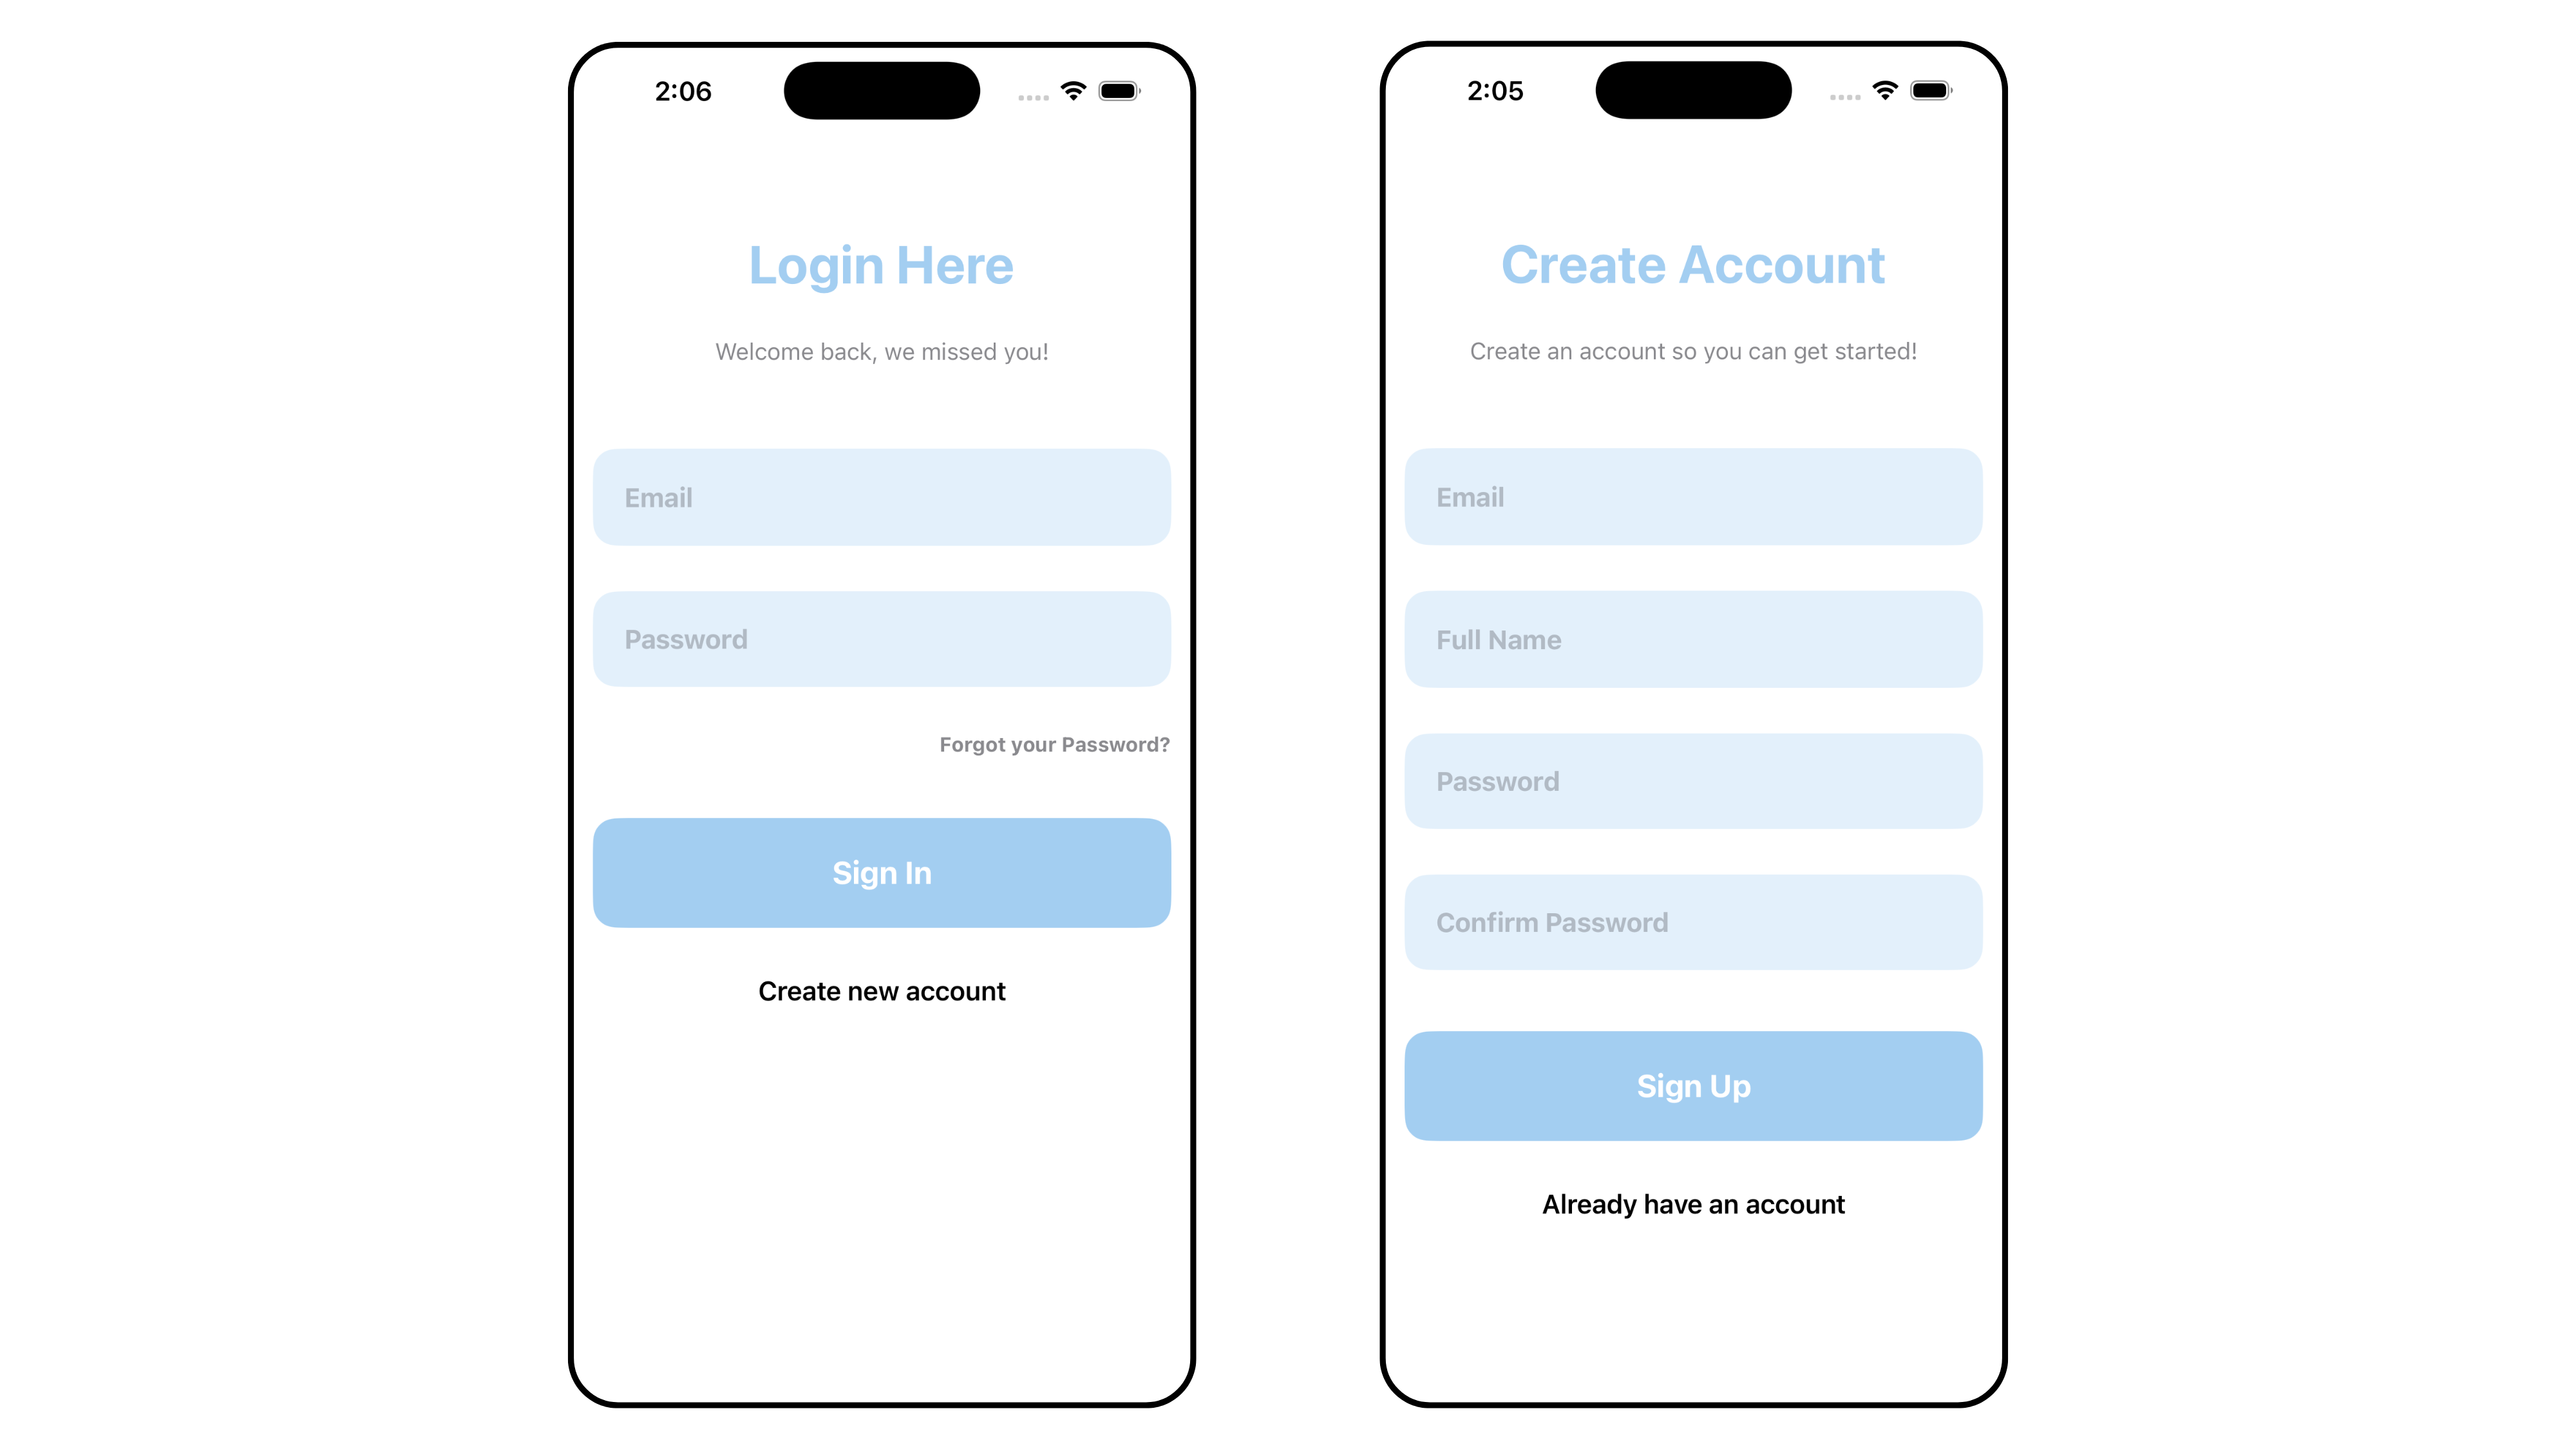 2:06
Login Here
Welcome back, we missed you!
Email
Password
Forgot your Password?
Sign In
Create new account
2:05
Create Account
Create an account so you can get started!
Email
Full Name
Password
Confirm Password
Sign Up
Already have an account